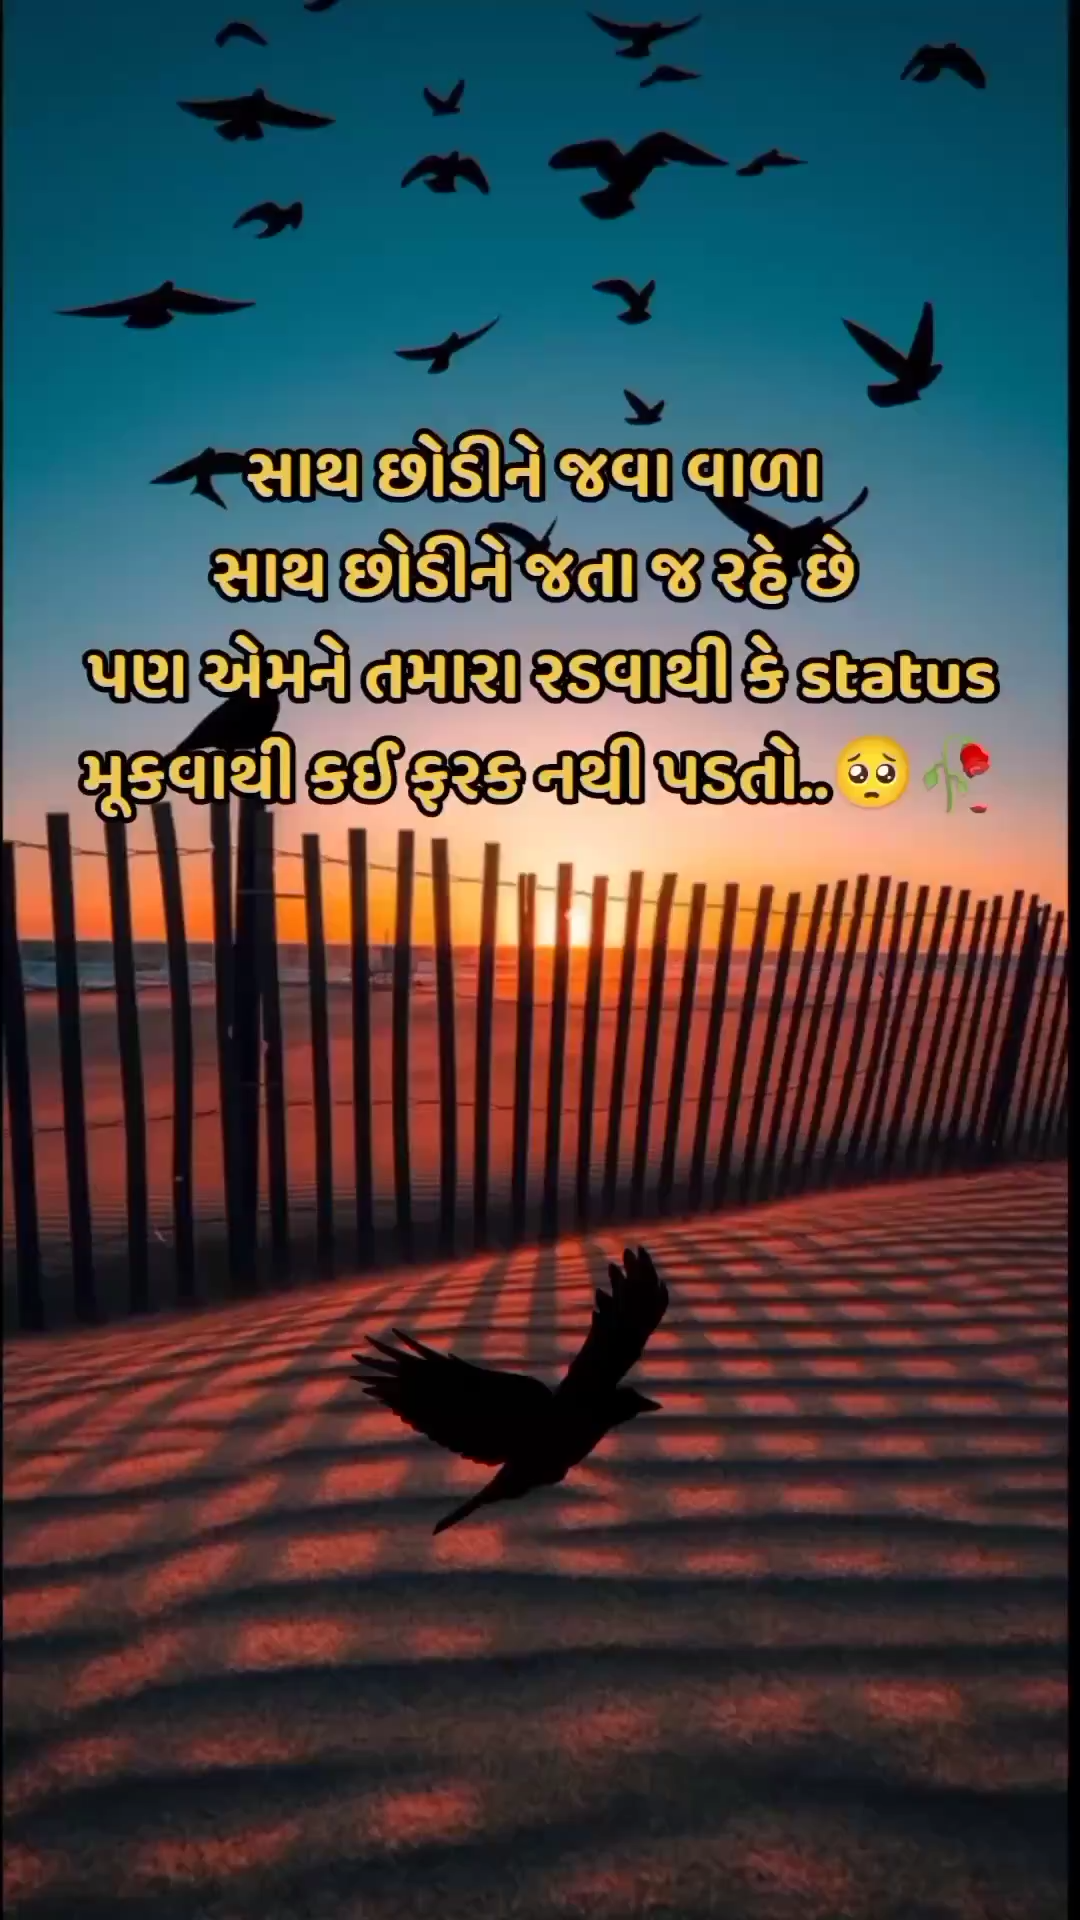 સાથ છોડીને જવા વાળા
સાથ છોડીને જતા જ રહે છે
પણ એમને તમારા રડવાથી કે status
મૂકવાથી કઈ ફરક નથી પડતો..🥺🥀